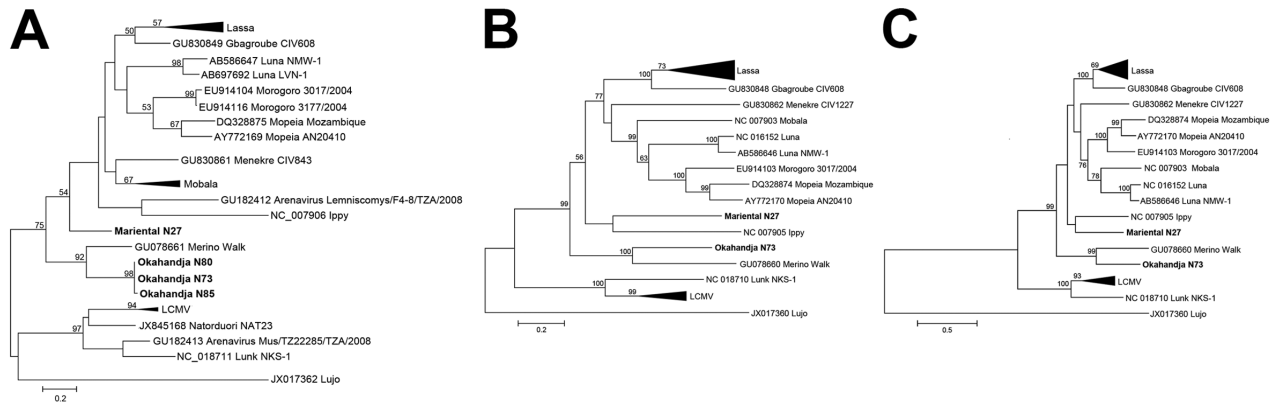 A
57
Lassa
50
GU830849 Gbagroube CIV608
AB586647 Luna NMW-1
98
AB697692 Luna LVN-1
EU914104 Morogoro 3017/2004
99
EU914116 Morogoro 3177/2004
53
DQ328875 Mopeia Mozambique
67
AY772169 Mopeia AN20410
GU830861 Menekre CIV843
67
Mobala
54
GU182412 Arenavirus Lemniscomys/F4-8/TZA/2008
NC_007906 Ippy
75
Mariental N27
GU078661 Merino Walk
92
Okahandja N80
98
Okahandja N73
Okahandja N85
94
LCMV
97
JX845168 Natorduori NAT23
GU182413 Arenavirus Mus/TZ22285/TZA/2008
NC_018711 Lunk NKS-1
JX017362 Lujo
0.2
B
73
Lassa
100
GU830848 Gbagroube CIV608
77
GU830862 Menekre CIV1227
NC 007903 Mobala
99
NC 016152 Luna
100
AB586646 Luna NMW-1
63
EU914103 Morogoro 3017/2004
100
DQ328874 Mopeia Mozambique
99
AY772170 Mopeia AN20410
56
Mariental N27
NC 007905 Ippy
Okahandja N73
100
GU078660 Merino Walk
NC 018710 Lunk NKS-1
100
99
LCMV
JX017360 Lujo
0.2
C
69
Lassa
100
GU830848 Gbagroube CIV608
GU830862 Menekre CIV1227
DQ328874 Mopeia Mozambique
99
AY772170 Mopeia AN20410
100
EU914103 Morogoro 3017/2004
76
NC 007903 Mobala
78
NC 016152 Luna
100
AB586646 Luna NMW-1
99
NC 007905 Ippy
Mariental N27
GU078660 Merino Walk
99
Okahandja N73
93
LCMV
100
NC 018710 Lunk NKS-1
JX017360 Lujo
0.5